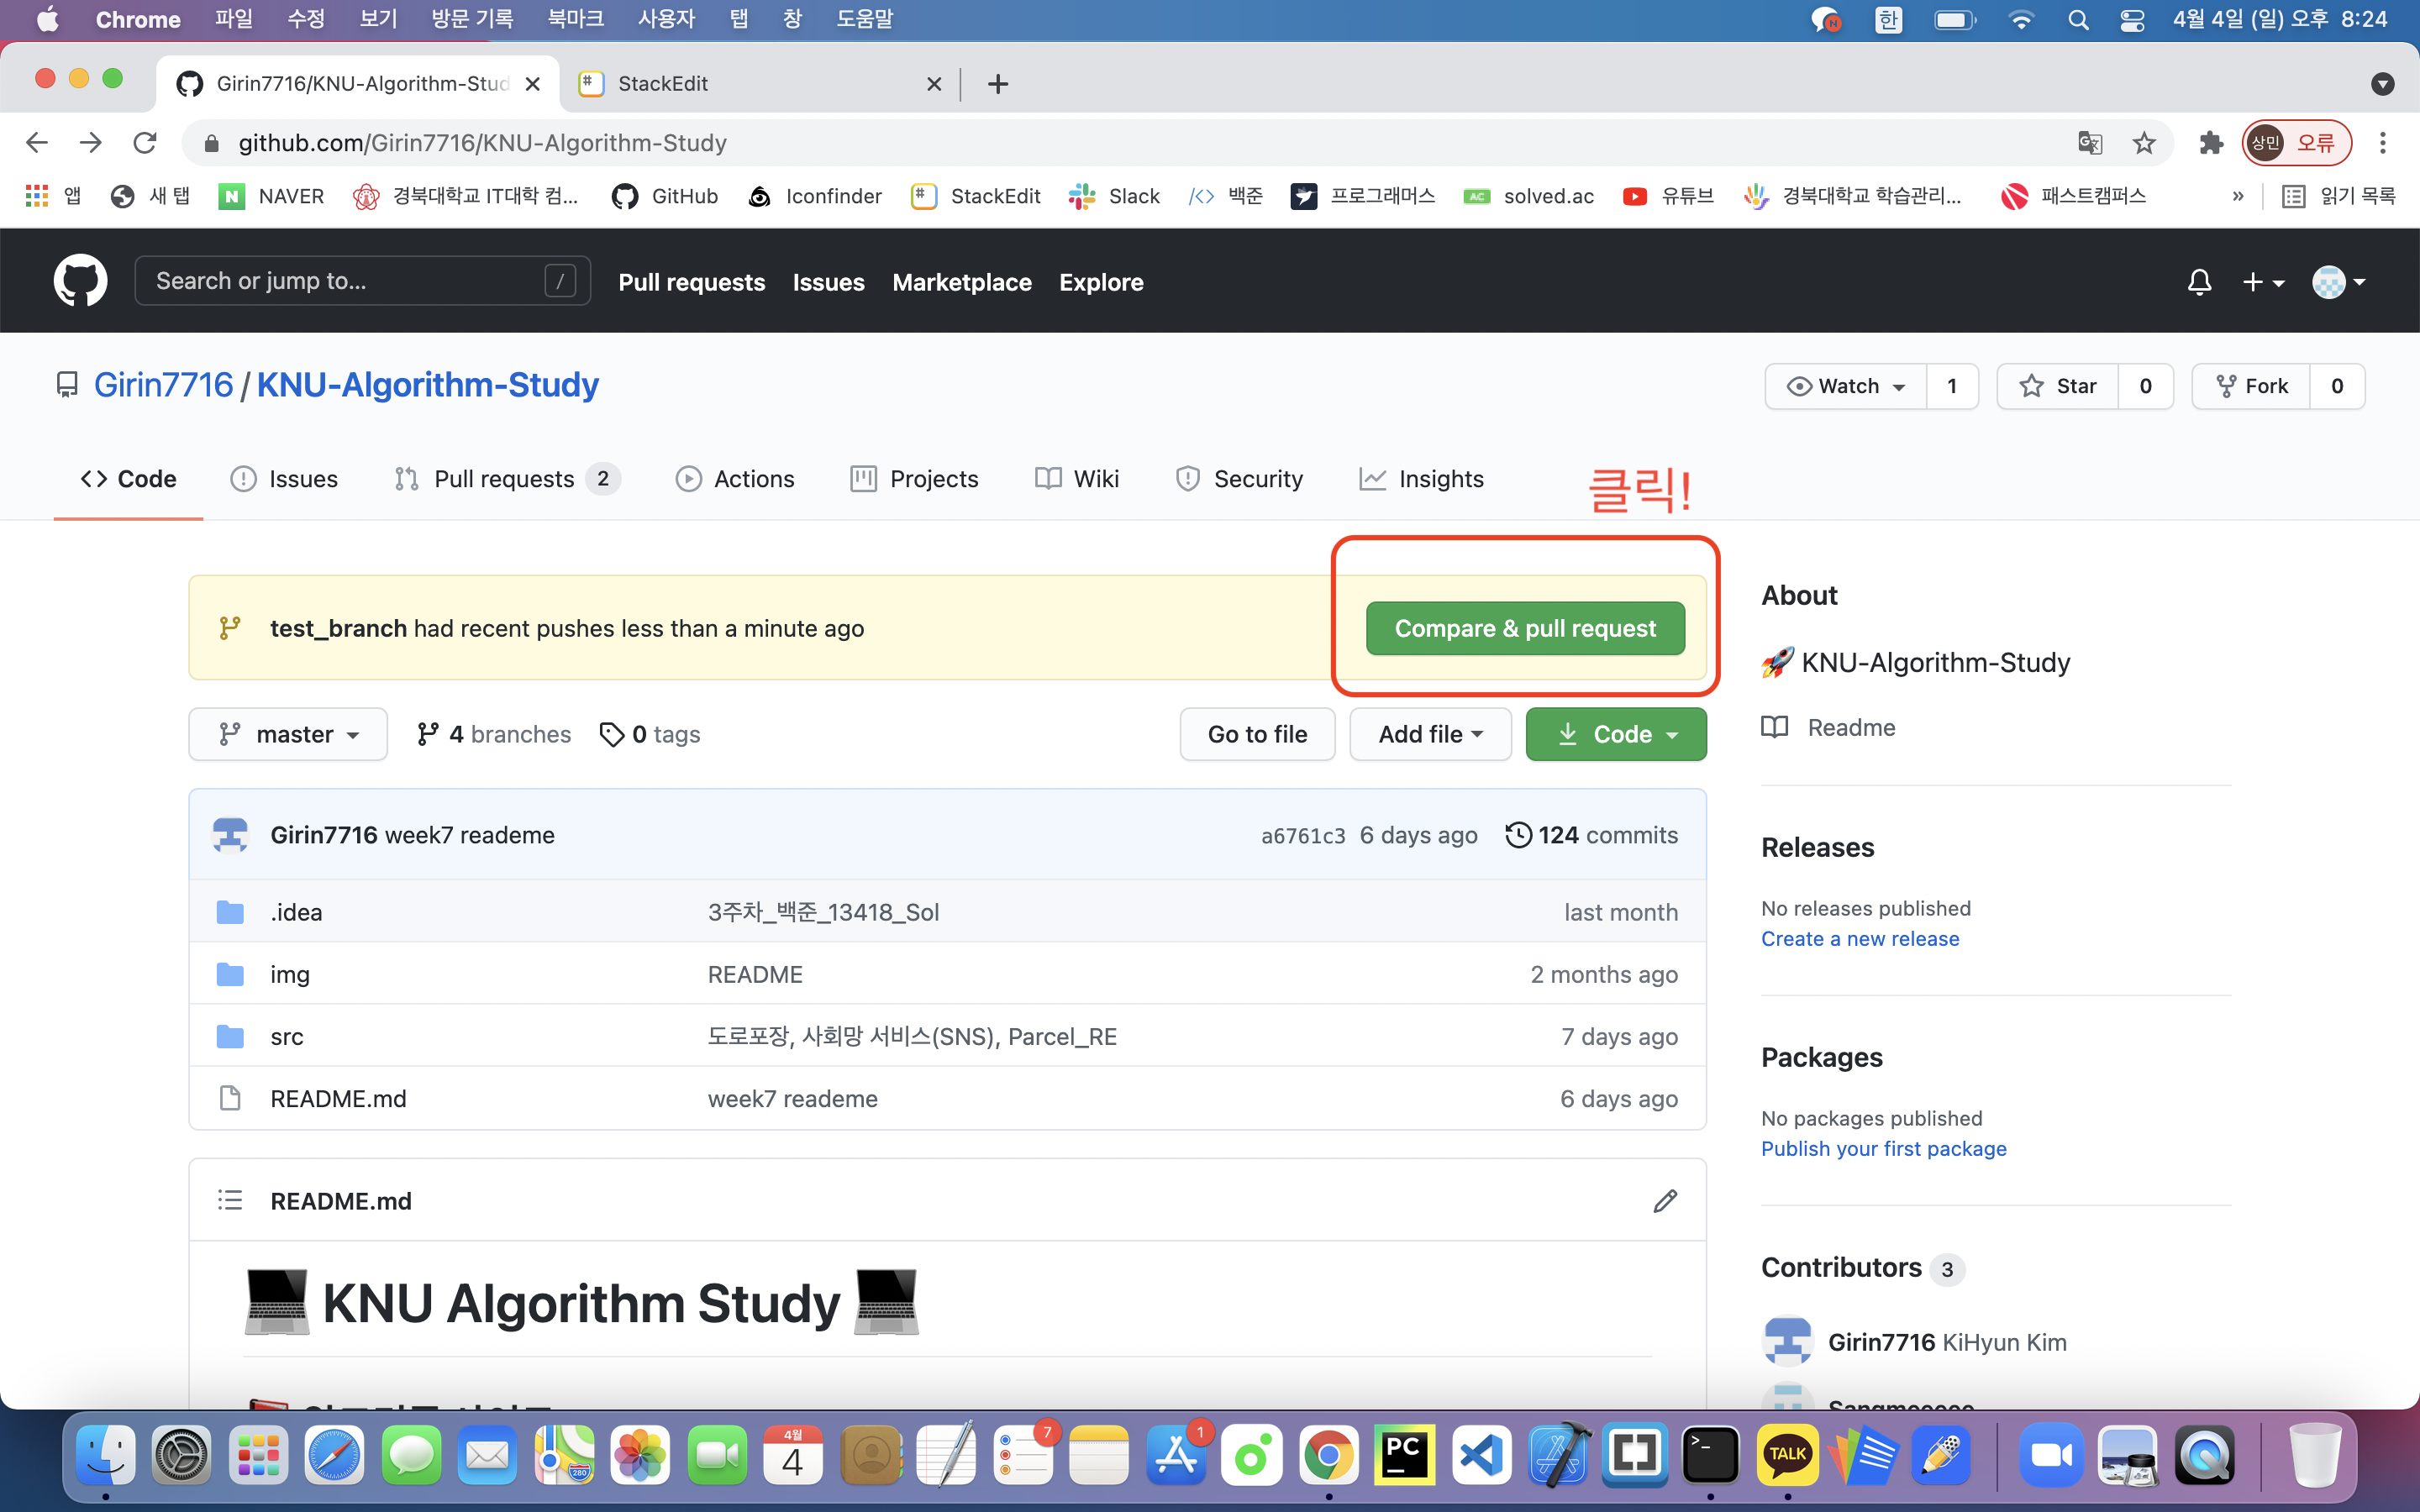 Chrome 파일 수정 보기 방문 기록 북마크 사용자 탭 창 도움말 한 4월 4일 (일) 오후 8:24
Girin7716/KNU-Algorithm-Stud StackEdit
github.com/Girin7716/KNU-Algorithm-Study 상민 오류
앱 새 탭 NAVER 경북대학교 IT대학 컴... GitHub Iconfinder StackEdit Slack 백준 프로그래머스 solved.ac 유튜브 경북대학교 학습관리... 패스트캠퍼스 » 읽기 목록
Search or jump to... / Pull requests Issues Marketplace Explore
Girin7716 / KNU-Algorithm-Study Watch 1 Star 0 Fork 0
Code Issues Pull requests 2 Actions Projects Wiki Security Insights
클릭!
test_branch had recent pushes less than a minute ago Compare & pull request
master 4 branches 0 tags Go to file Add file Code
Girin7716 week7 reademe a6761c3 6 days ago 124 commits
.idea 3주차_백준_13418_Sol last month
img README 2 months ago
src 도로포장, 사회망 서비스(SNS), Parcel_RE 7 days ago
README.md week7 reademe 6 days ago
README.md
KNU Algorithm Study
About
KNU-Algorithm-Study
Readme
Releases
No releases published
Create a new release
Packages
No packages published
Publish your first package
Contributors 3
Girin7716 KiHyun Kim
4월
4
7
1
PC
TALK
280